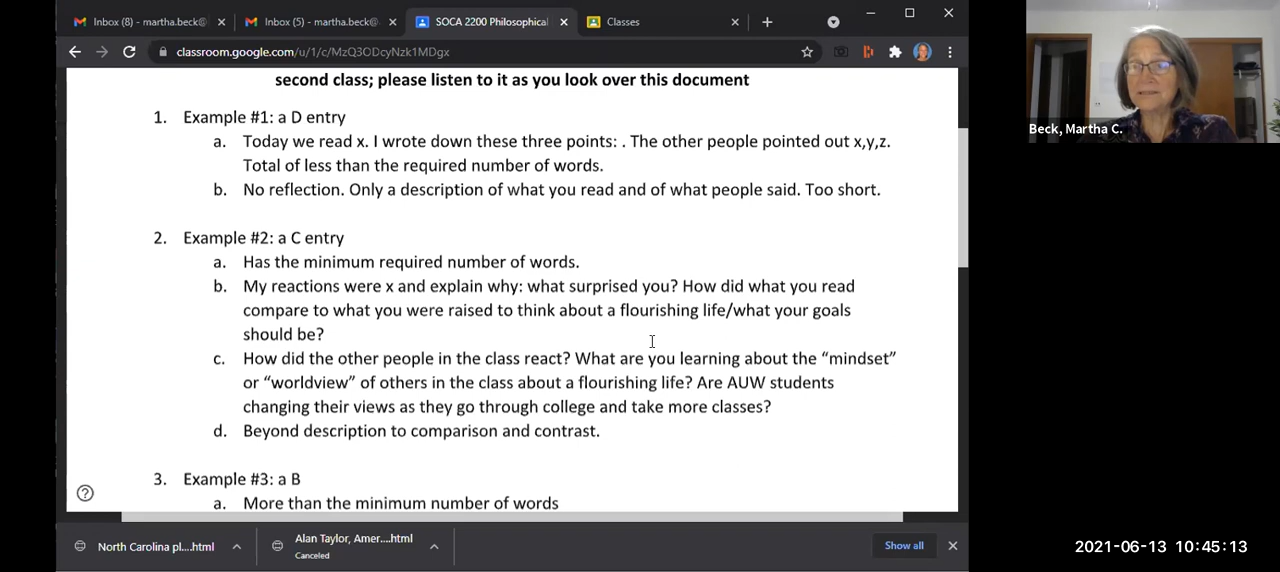 Inbox (8) - martha.beck@
Inbox (5) - martha.beck@
SOCA 2200 Philosophical
Classes
classroom.google.com/u/1/c/MzQ3ODcyNzk1MDgx
second class; please listen to it as you look over this document
1. Example #1: a D entry
a. Today we read x. I wrote down these three points: . The other people pointed out x,y,z.
Total of less than the required number of words.
b. No reflection. Only a description of what you read and of what people said. Too short.
2. Example #2: a C entry
a. Has the minimum required number of words.
b. My reactions were x and explain why: what surprised you? How did what you read
compare to what you were raised to think about a flourishing life/what your goals
should be?
c. How did the other people in the class react? What are you learning about the “mindset”
or “worldview” of others in the class about a flourishing life? Are AUW students
changing their views as they go through college and take more classes?
d. Beyond description to comparison and contrast.
3. Example #3: a B
a. More than the minimum number of words
North Carolina pl....html
Alan Taylor, Amer....html
Canceled
Show all
Beck, Martha C.
2021-06-13 10:45:13